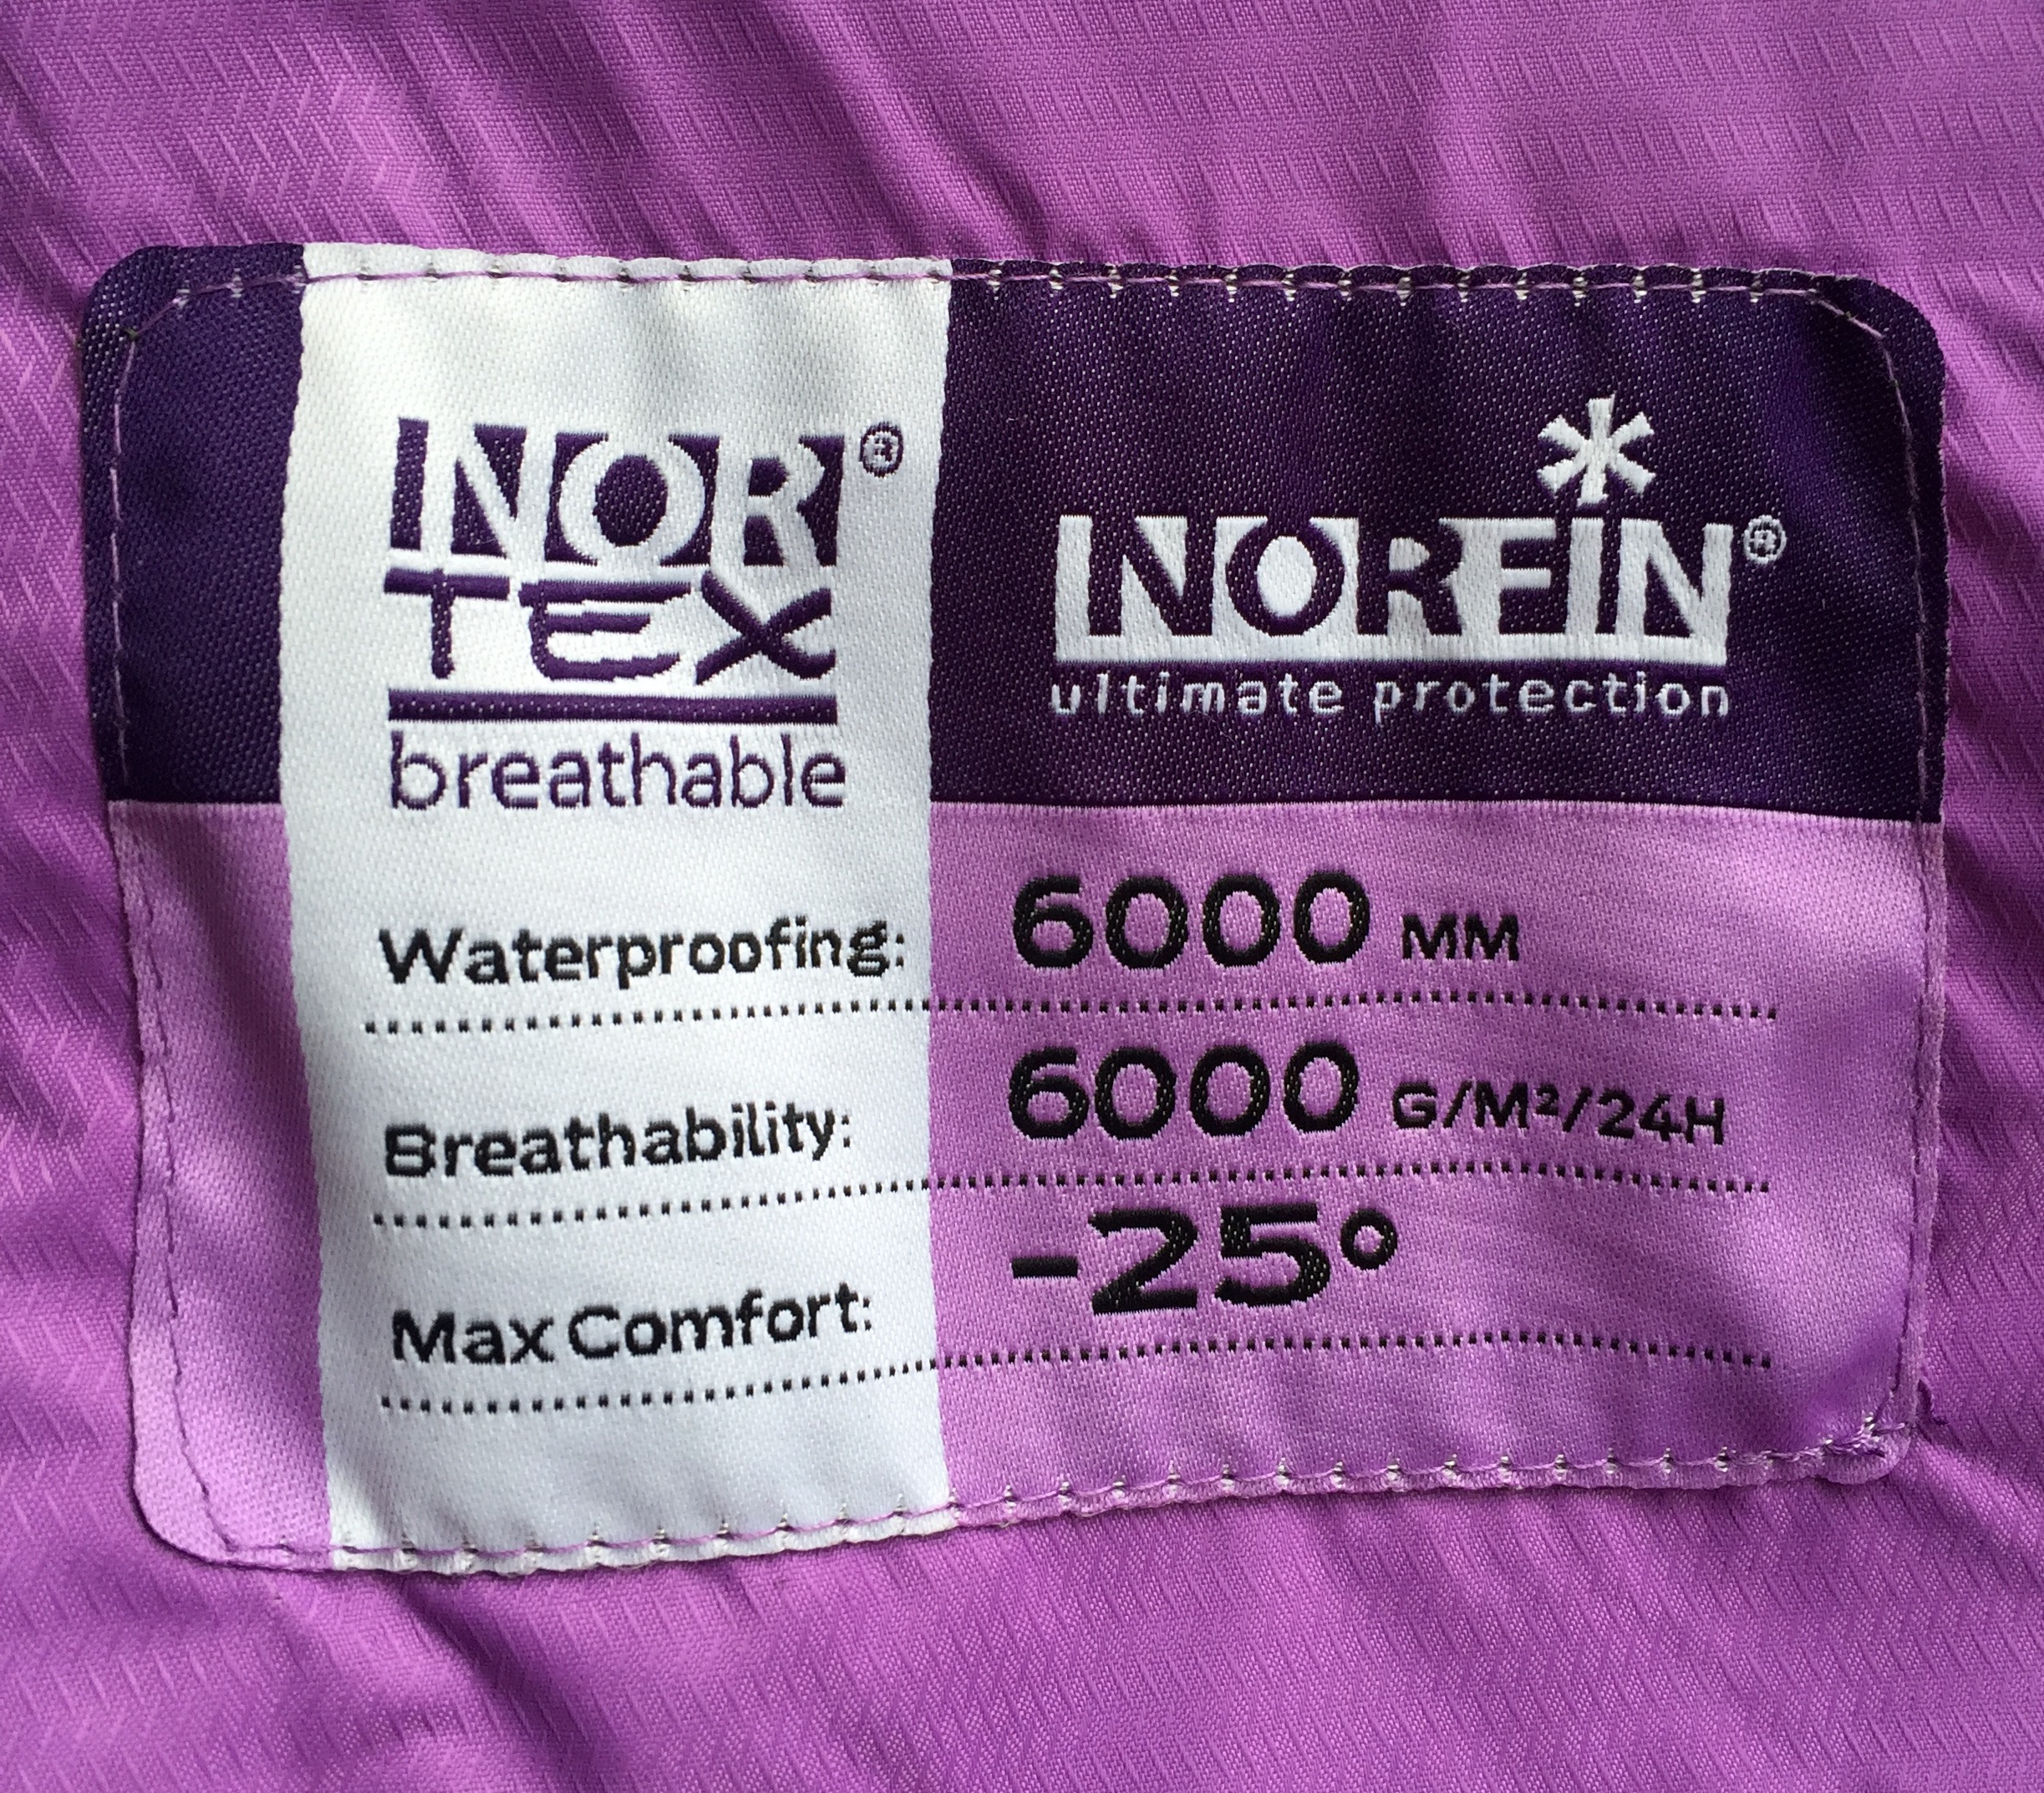 NOR®
TEX
breathable
NORFIN®
ultimate protection
Waterproofing: 6000 MM
Breathability: 6000 G/M²/24H
Max Comfort: -25°